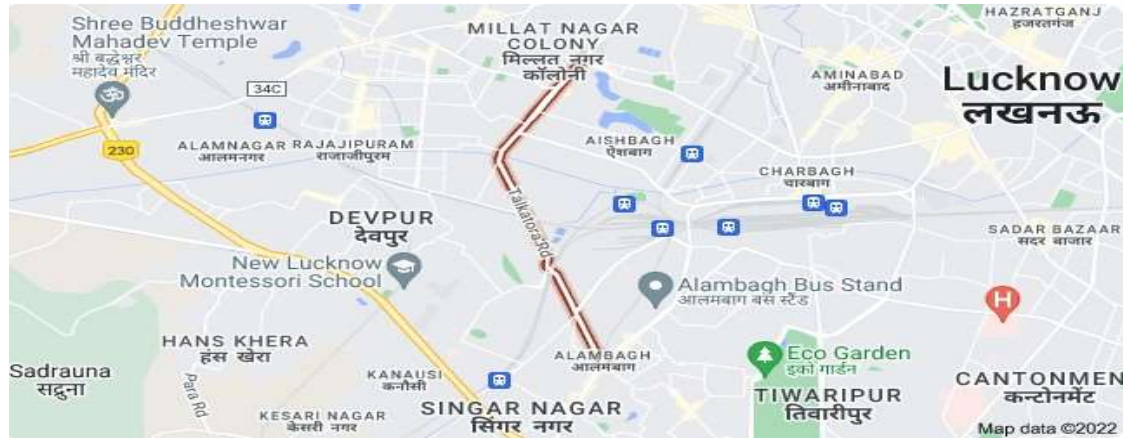 Shree Buddheshwar
Mahadev Temple
श्री बुद्धेश्वर
महादेव मंदिर
MILLAT NAGAR
COLONY
मिल्लत नगर
कॉलोनी
HAZRATGANJ
हजरतगंज
34C
AMINABAD
अमीनाबाद
Lucknow
लखनऊ
230
ALAMNAGAR
आलमनगर
RAJAJIPURAM
राजाजीपुरम
AISHBAGH
ऐशबाग
CHARBAGH
चारबाग
Talkatora Rd
DEVPUR
देवपुर
SADAR BAZAAR
सदर बाजार
New Lucknow
Montessori School
Alambagh Bus Stand
आलमबाग बस स्टैंड
H
HANS KHERA
हंस खेरा
ALAMBAGH
आलमबाग
Eco Garden
इको गार्डन
Sadrauna
सद्रुना
Para Rd
KANAUSI
कनौसी
TIWARIPUR
तिवारीपुर
CANTONMEN
कन्टोनमेंट
KESARI NAGAR
केसरी नगर
SINGAR NAGAR
सिंगर नगर
Map data ©2022